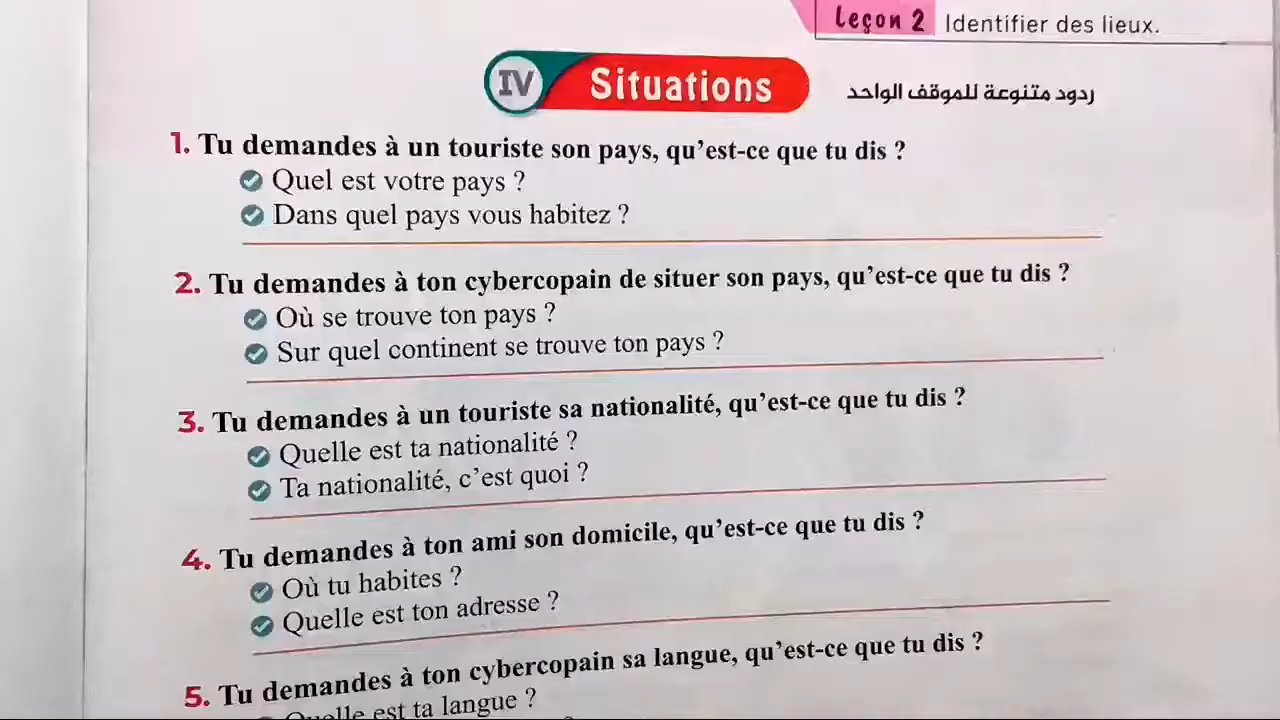 Leçon 2 Identifier des lieux.
IV Situations ردود متنوعة للموقف الواحد
1. Tu demandes à un touriste son pays, qu'est-ce que tu dis ?
Quel est votre pays ?
Dans quel pays vous habitez ?
2. Tu demandes à ton cybercopain de situer son pays, qu'est-ce que tu dis ?
Où se trouve ton pays ?
Sur quel continent se trouve ton pays ?
3. Tu demandes à un touriste sa nationalité, qu'est-ce que tu dis ?
Quelle est ta nationalité ?
Ta nationalité, c'est quoi ?
4. Tu demandes à ton ami son domicile, qu'est-ce que tu dis ?
Où tu habites ?
Quelle est ton adresse ?
5. Tu demandes à ton cybercopain sa langue, qu'est-ce que tu dis ?
Quelle est ta langue ?